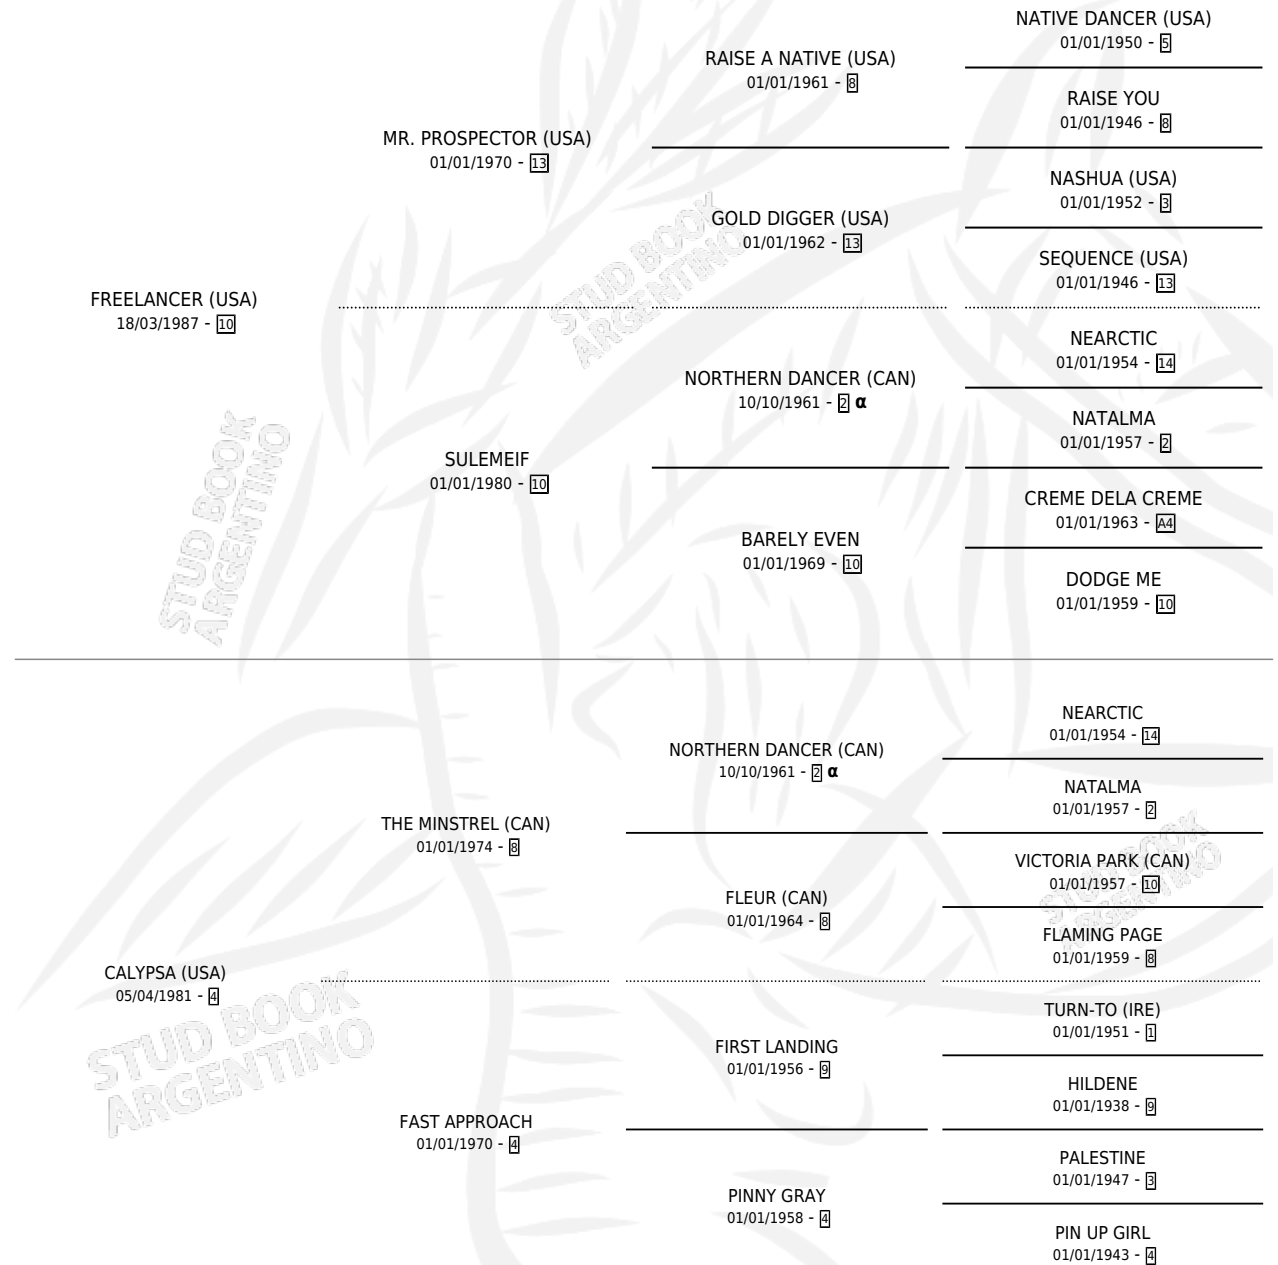 NATIVE DANCER (USA)
01/01/1950 - 5
RAISE A NATIVE (USA)
01/01/1961 - 8
RAISE YOU
01/01/1946 - 8
MR. PROSPECTOR (USA)
01/01/1970 - 13
NASHUA (USA)
01/01/1952 - 3
GOLD DIGGER (USA)
01/01/1962 - 13
SEQUENCE (USA)
01/01/1946 - 13
FREELANCER (USA)
18/03/1987 - 10
NEARCTIC
01/01/1954 - 14
NORTHERN DANCER (CAN)
10/10/1961 - 2 α
NATALMA
01/01/1957 - 2
SULEMEIF
01/01/1980 - 10
CREME DELA CREME
01/01/1963 - A4
BARELY EVEN
01/01/1969 - 10
DODGE ME
01/01/1959 - 10
NEARCTIC
01/01/1954 - 14
NORTHERN DANCER (CAN)
10/10/1961 - 2 α
NATALMA
01/01/1957 - 2
THE MINSTREL (CAN)
01/01/1974 - 8
VICTORIA PARK (CAN)
01/01/1957 - 10
FLEUR (CAN)
01/01/1964 - 8
FLAMING PAGE
01/01/1959 - 8
CALYPSA (USA)
05/04/1981 - 4
TURN-TO (IRE)
01/01/1951 - 1
FIRST LANDING
01/01/1956 - 9
HILDENE
01/01/1938 - 9
FAST APPROACH
01/01/1970 - 4
PALESTINE
01/01/1947 - 3
PINNY GRAY
01/01/1958 - 4
PIN UP GIRL
01/01/1943 - 4
STUD BOOK
ARGENTINO
STUD BOOK
ARGENTINO
STUD BOOK
ARGENTINO
STUD BOOK
ARGENTINO